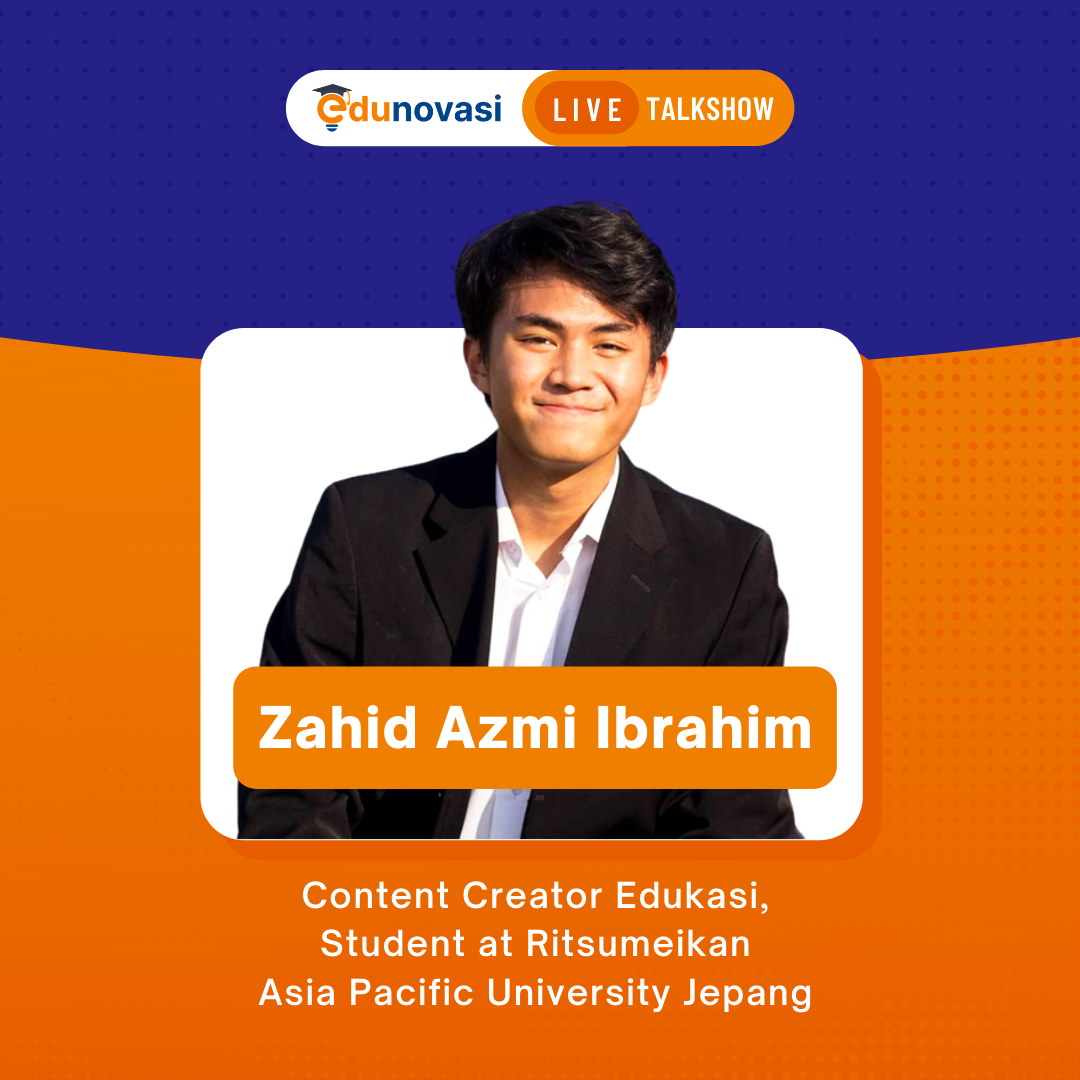 edunovasi LIVE TALKSHOW
Zahid Azmi Ibrahim
Content Creator Edukasi,
Student at Ritsumeikan
Asia Pacific University Jepang